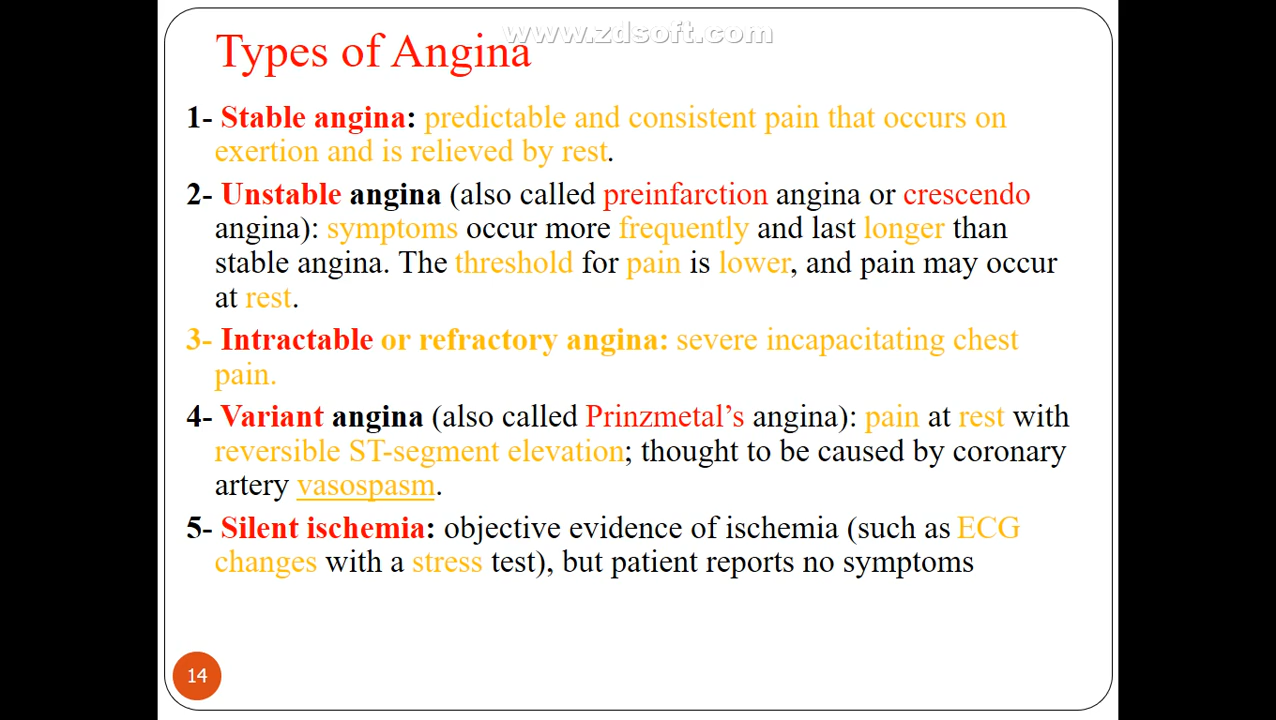 www.zdsoft.com
Types of Angina
1- Stable angina: predictable and consistent pain that occurs on
exertion and is relieved by rest.
2- Unstable angina (also called preinfarction angina or crescendo
angina): symptoms occur more frequently and last longer than
stable angina. The threshold for pain is lower, and pain may occur
at rest.
3- Intractable or refractory angina: severe incapacitating chest
pain.
4- Variant angina (also called Prinzmetal’s angina): pain at rest with
reversible ST-segment elevation; thought to be caused by coronary
artery vasospasm.
5- Silent ischemia: objective evidence of ischemia (such as ECG
changes with a stress test), but patient reports no symptoms
14